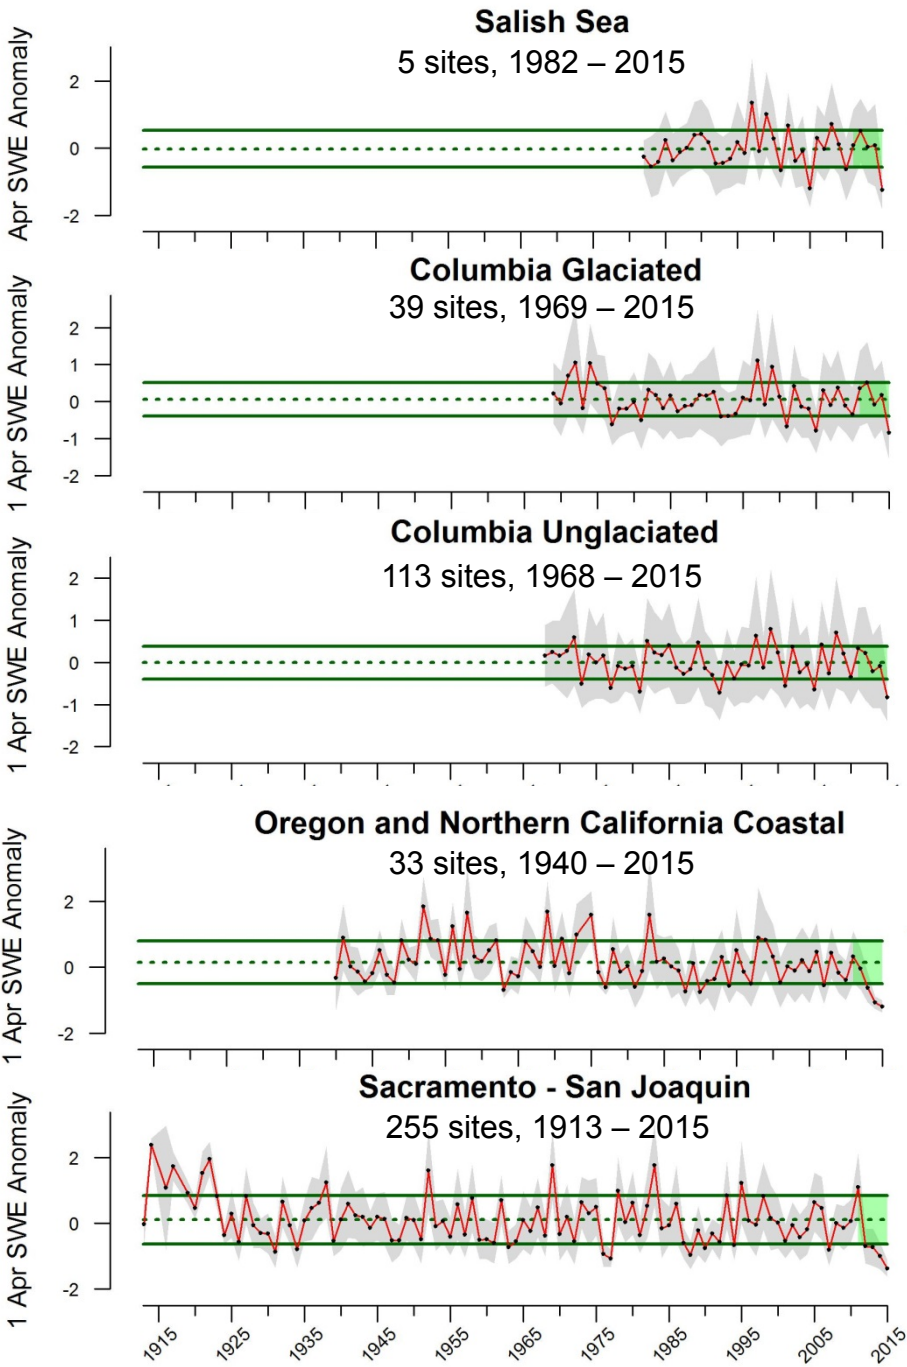 Salish Sea
5 sites, 1982 – 2015
Apr SWE Anomaly
2
0
-2
Columbia Glaciated
39 sites, 1969 – 2015
1 Apr SWE Anomaly
2
1
0
-1
-2
Columbia Unglaciated
113 sites, 1968 – 2015
1 Apr SWE Anomaly
2
1
0
-1
-2
Oregon and Northern California Coastal
33 sites, 1940 – 2015
1 Apr SWE Anomaly
2
0
-2
Sacramento - San Joaquin
255 sites, 1913 – 2015
1 Apr SWE Anomaly
2
0
-2
1915 1925 1935 1945 1955 1965 1975 1985 1995 2005 2015